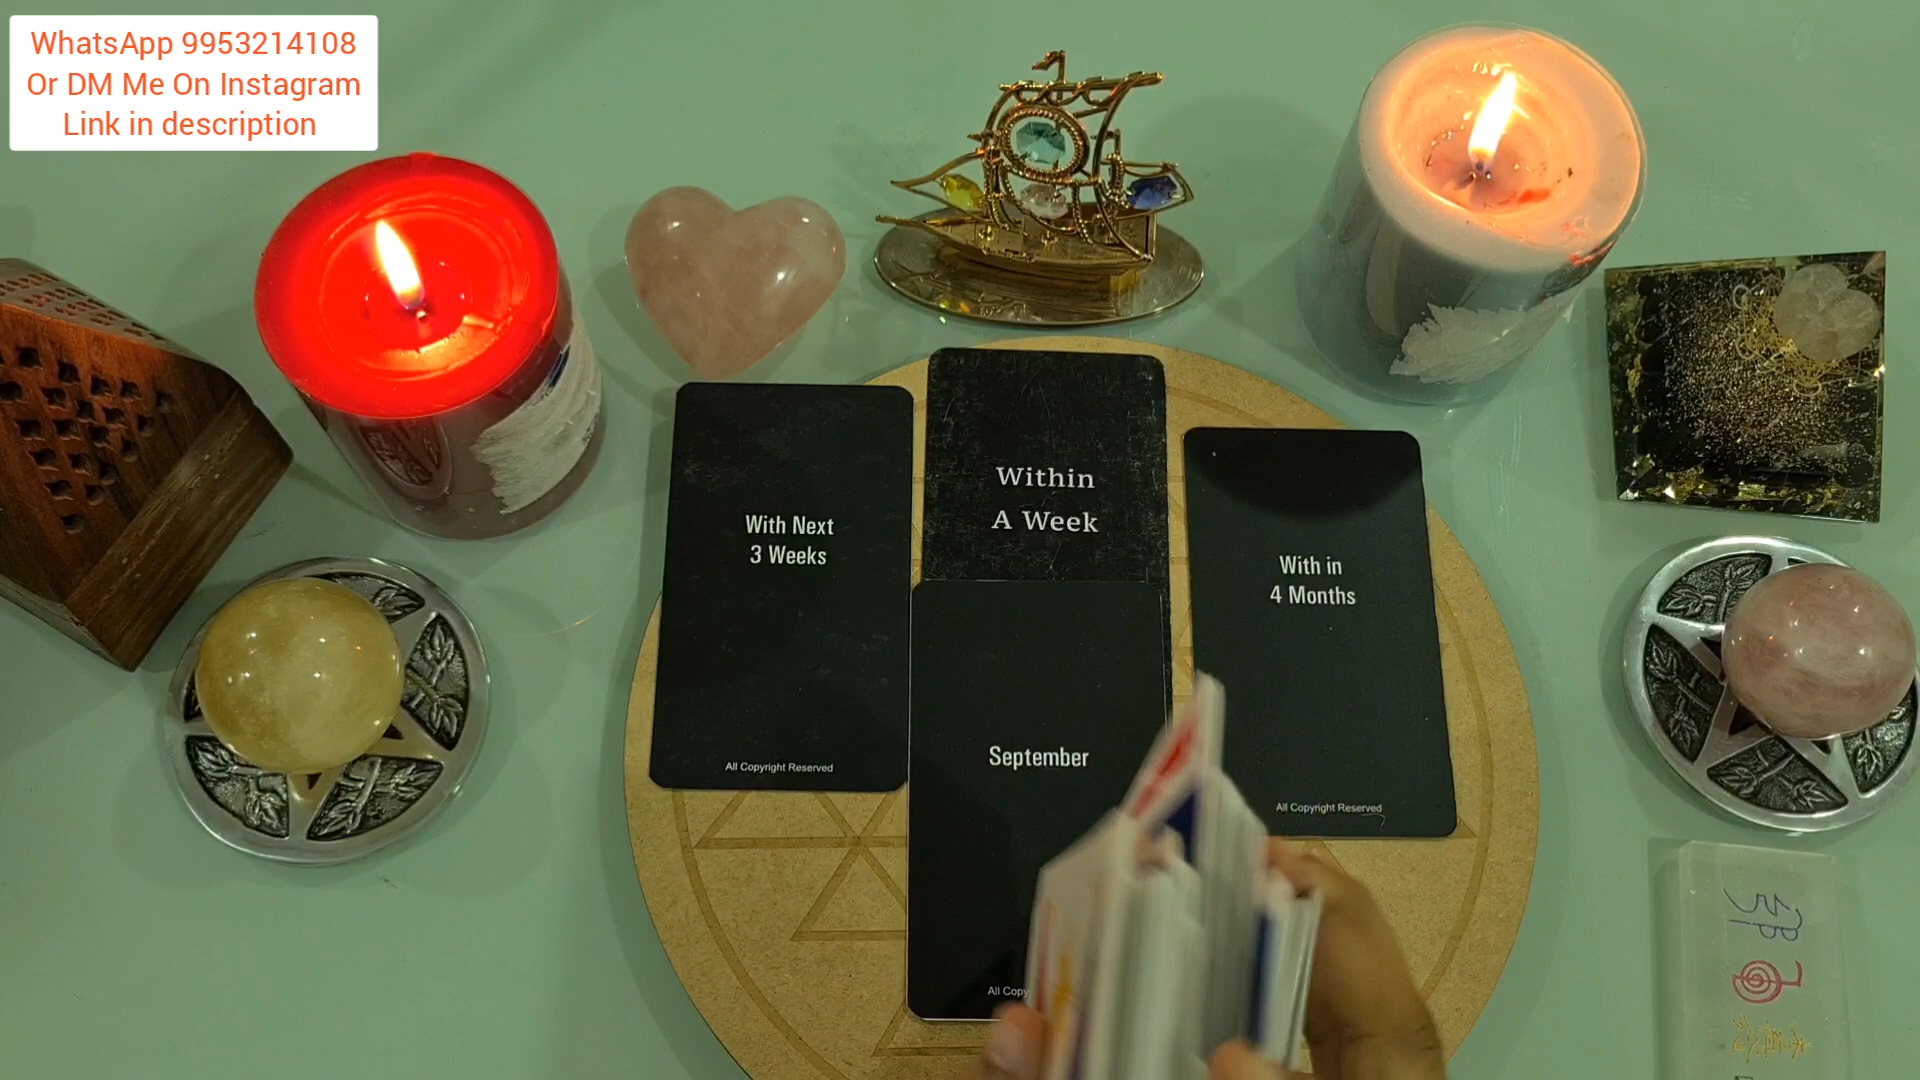 WhatsApp 9953214108
Or DM Me On Instagram
Link in description
With Next
3 Weeks
All Copyright Reserved
Within
A Week
With in
4 Months
All Copyright Reserved
September
All